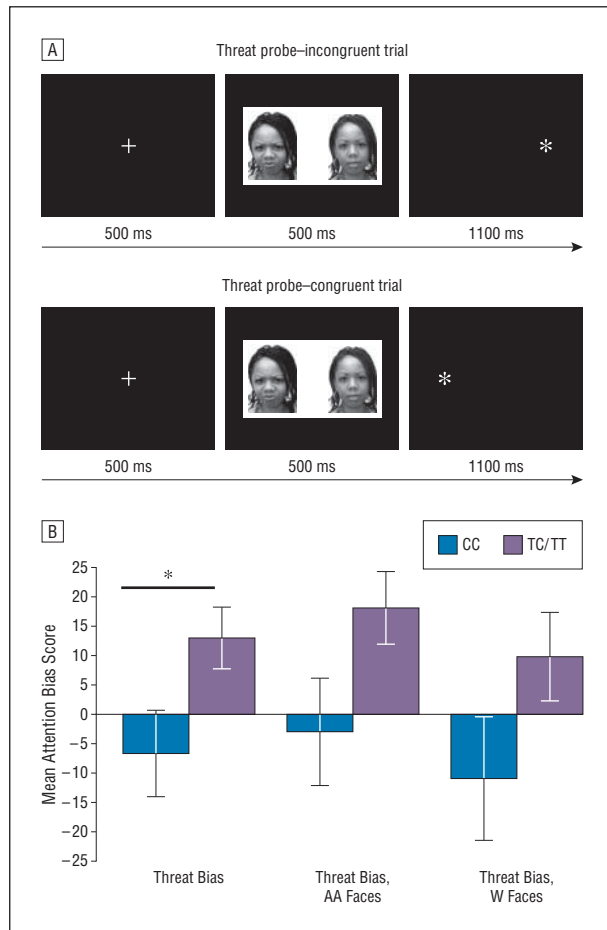 A
Threat probe–incongruent trial
+
*
500 ms 500 ms 1100 ms
Threat probe–congruent trial
+
*
500 ms 500 ms 1100 ms
B
CC TC/TT
*
Mean Attention Bias Score
25
20
15
10
5
0
−5
−10
−15
−20
−25
Threat Bias
Threat Bias,
AA Faces
Threat Bias,
W Faces